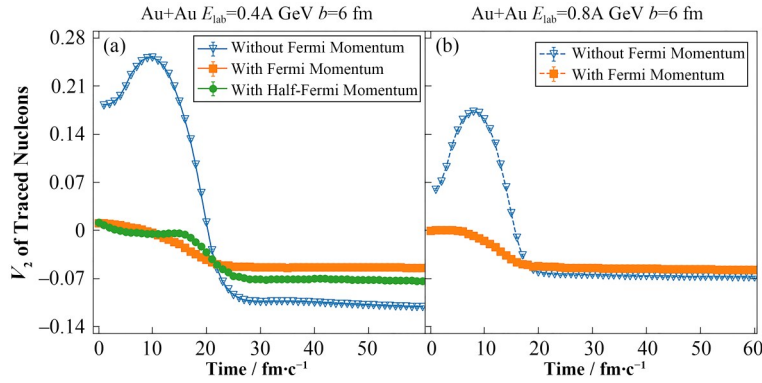 Au+Au E_lab=0.4A GeV b=6 fm
Au+Au E_lab=0.8A GeV b=6 fm
(a)
Without Fermi Momentum
With Fermi Momentum
With Half-Fermi Momentum
(b)
Without Fermi Momentum
With Fermi Momentum
V₂ of Traced Nucleons
0.28
0.21
0.14
0.07
0
−0.07
−0.14
0 10 20 30 40 50
0 10 20 30 40 50 60
Time / fm·c⁻¹
Time / fm·c⁻¹